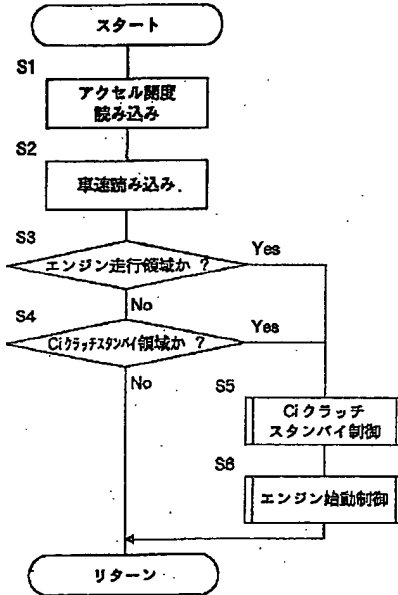 スタート
S1
アクセル開度
読み込み
S2
車速読み込み
S3
エンジン走行領域か ?
Yes
No
S4
Ciクラッチスタンバイ領域か ?
Yes
No
S5
Ciクラッチ
スタンバイ制御
S6
エンジン始動制御
リターン